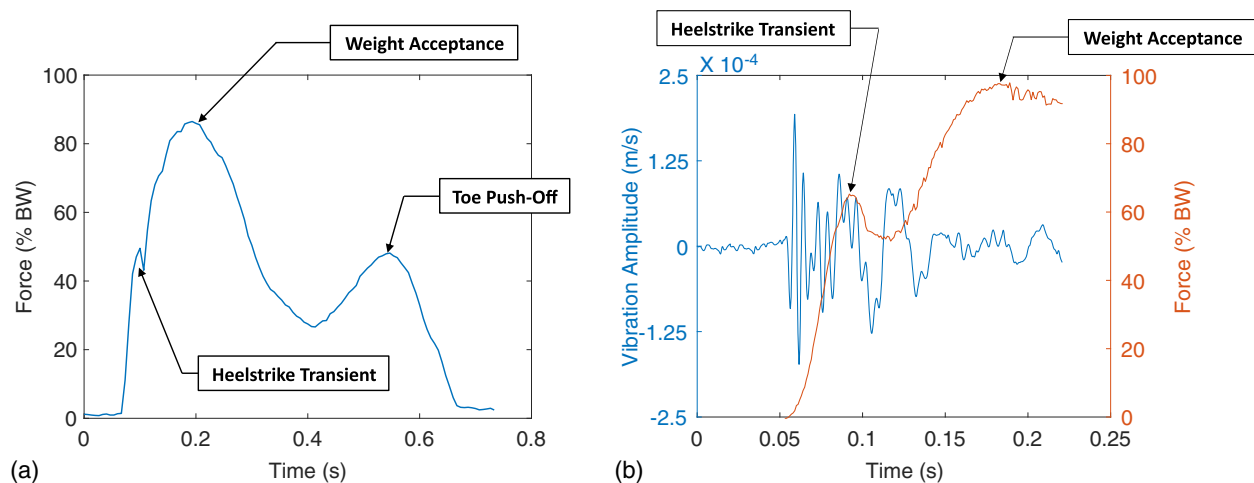 Weight Acceptance
100
80
60
40
20
0
Force (% BW)
Toe Push-Off
Heelstrike Transient
0
0.2
0.4
0.6
0.8
Time (s)
(a)
Heelstrike Transient
Weight Acceptance
X 10-4
2.5
1.25
0
-1.25
-2.5
Vibration Amplitude (m/s)
100
80
60
40
20
0
Force (% BW)
0
0.05
0.1
0.15
0.2
0.25
Time (s)
(b)